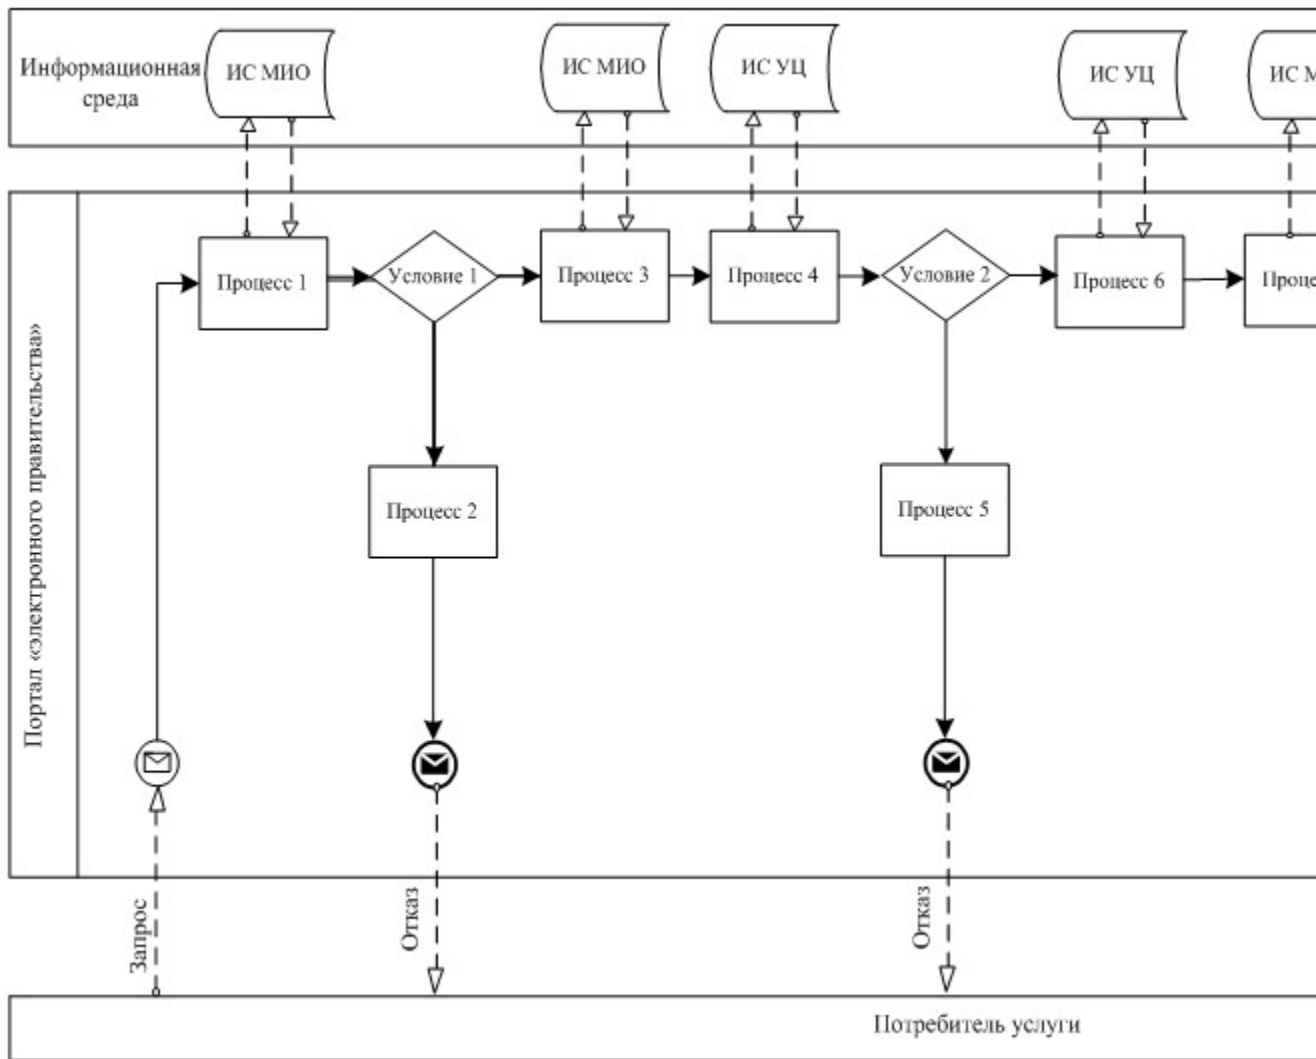 Информационная
среда
ИС МИО
ИС МИО
ИС УЦ
ИС УЦ
ИС
Портал «электронного правительства»
Процесс 1
Условие 1
Процесс 3
Процесс 4
Условие 2
Процесс 6
Процесс 2
Процесс 5
Запрос
Отказ
Отказ
Потребитель услуги